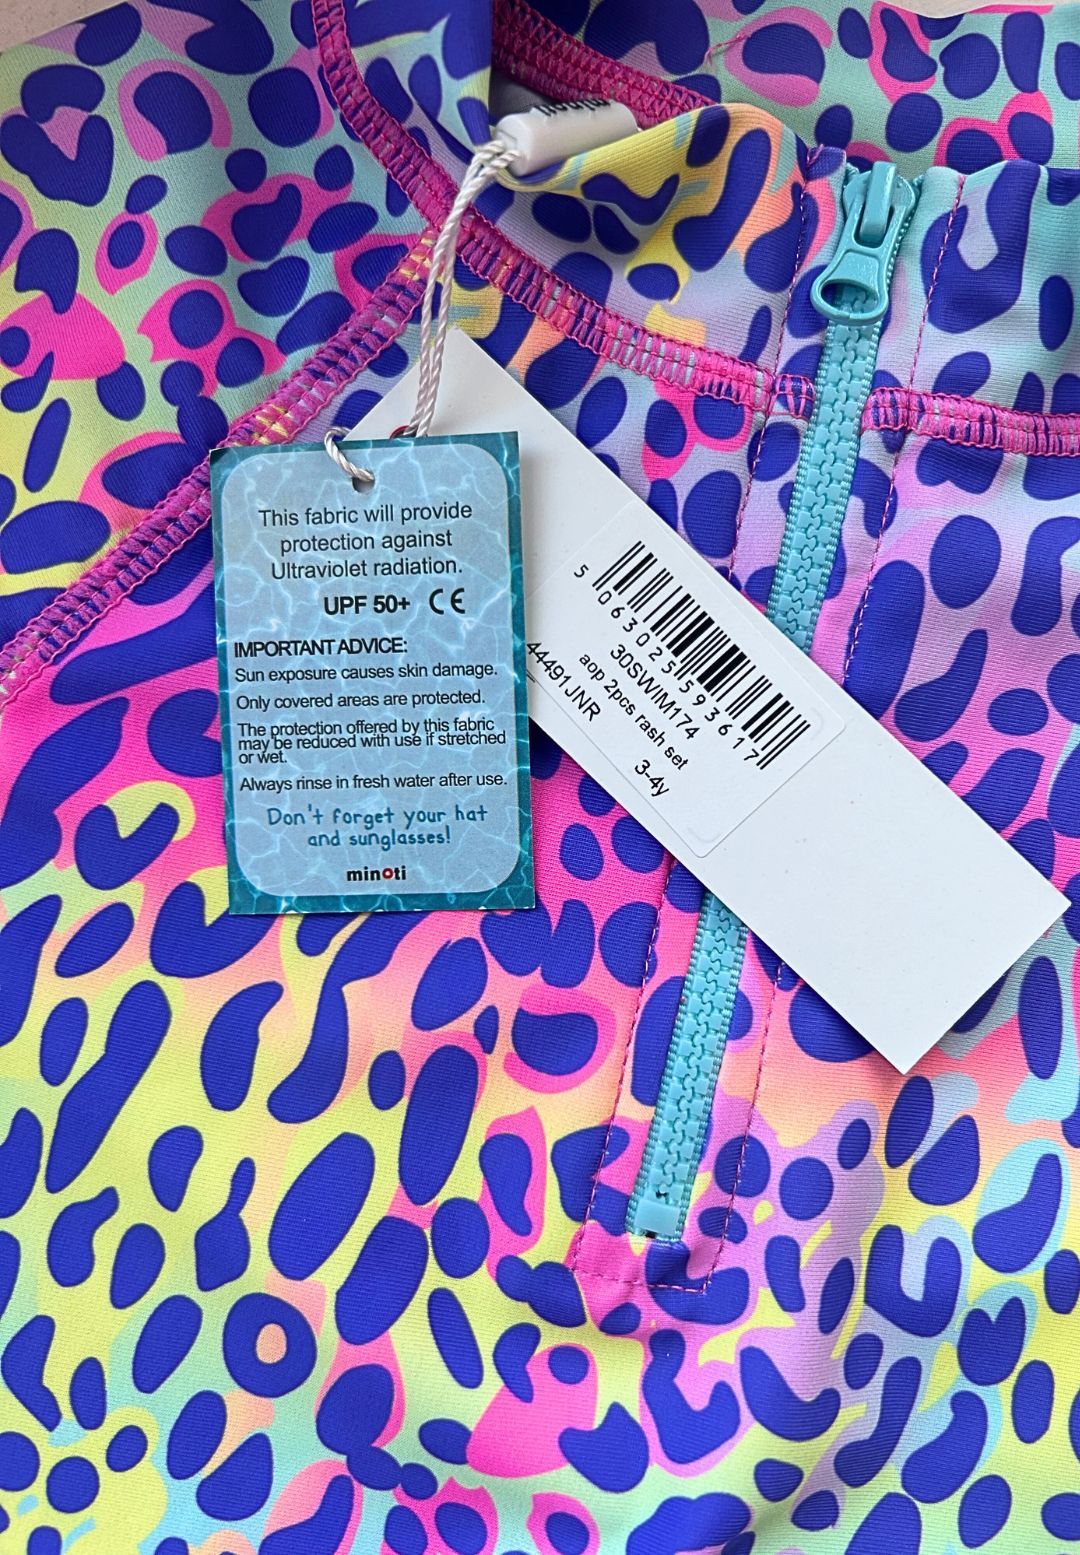 This fabric will provide
protection against
Ultraviolet radiation.
UPF 50+ CE
IMPORTANT ADVICE:
Sun exposure causes skin damage.
Only covered areas are protected.
The protection offered by this fabric
may be reduced with use if stretched
or wet.
Always rinse in fresh water after use.
Don't forget your hat
and sunglasses!
minoti
5 063025 593617
30SWIM174
aop 2pcs rash set
44491 JNR
3-4y